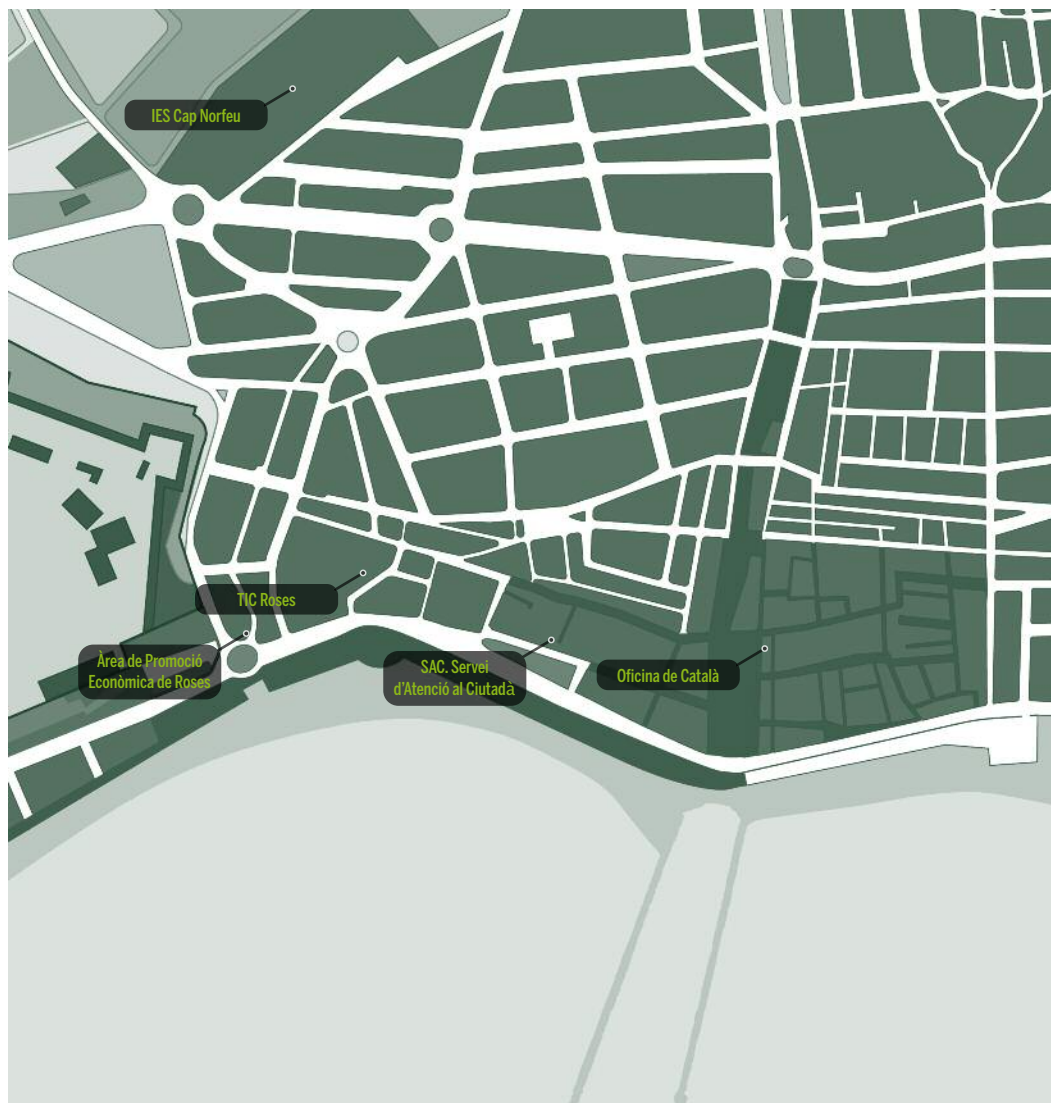 IES Cap Norfeu
TIC Roses
Àrea de Promoció
Econòmica de Roses
SAC. Servei
d'Atenció al Ciutadà
Oficina de Català